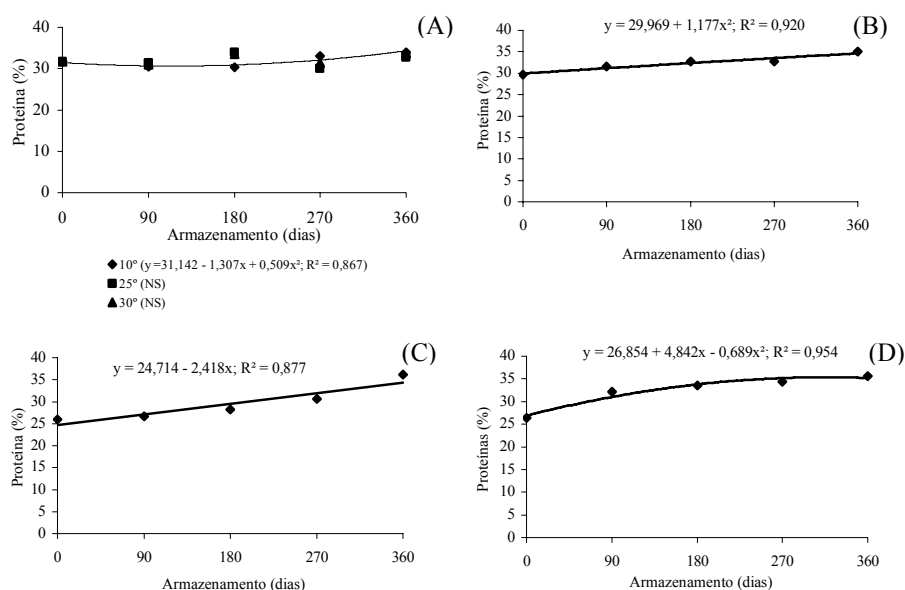 (A)
Proteína (%)
40
30
20
10
0
0 90 180 270 360
Armazenamento (dias)
10º (y =31,142 - 1,307x + 0,509x²; R² = 0,867)
25º (NS)
30º (NS)
y = 29,969 + 1,177x²; R² = 0,920
(B)
Proteína (%)
40
35
30
25
20
15
10
5
0
0 90 180 270 360
Armazenamento (dias)
y = 24,714 - 2,418x; R² = 0,877
(C)
Proteína (%)
40
35
30
25
20
15
10
5
0
0 90 180 270 360
Armazenamento (dias)
y = 26,854 + 4,842x - 0,689x²; R² = 0,954
(D)
Proteínas (%)
40
35
30
25
20
15
10
5
0
0 90 180 270 360
Armazenamento (dias)